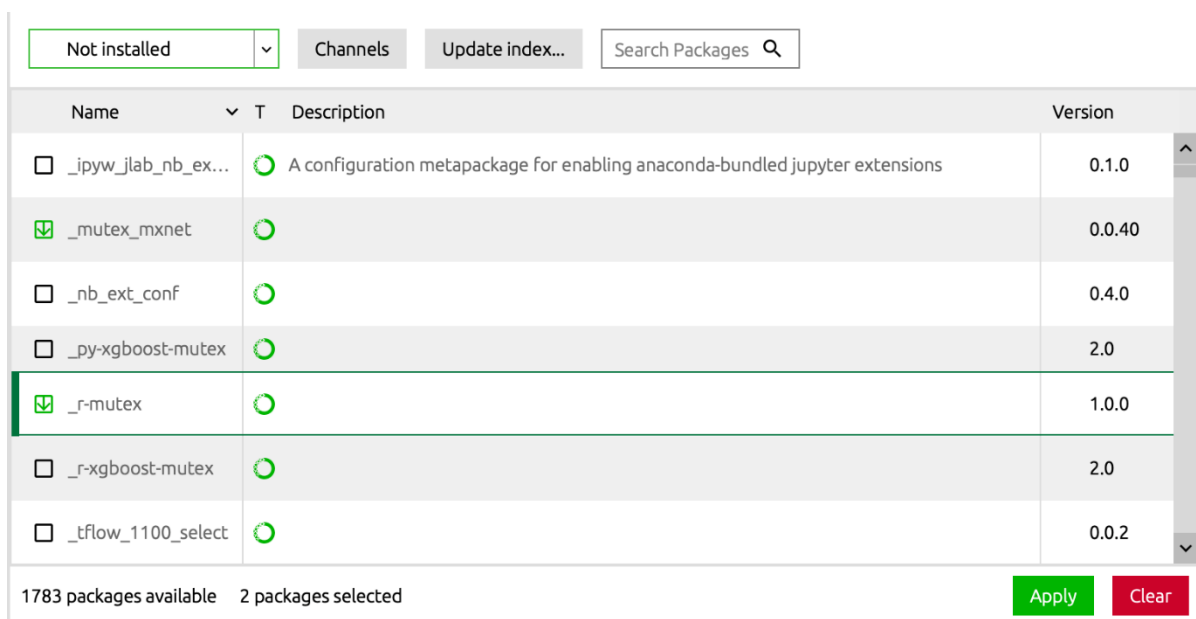 Not installed Channels Update index... Search Packages
Name T Description Version
_ipyw_jlab_nb_ex... A configuration metapackage for enabling anaconda-bundled jupyter extensions 0.1.0
_mutex_mxnet 0.0.40
_nb_ext_conf 0.4.0
_py-xgboost-mutex 2.0
_r-mutex 1.0.0
_r-xgboost-mutex 2.0
_tflow_1100_select 0.0.2
1783 packages available 2 packages selected Apply Clear